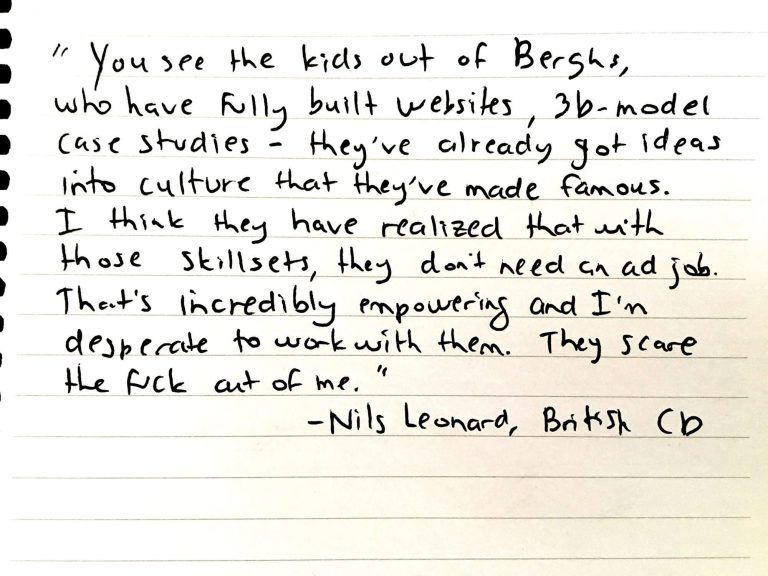 "You see the kids out of Berghs,
who have fully built websites, 3D-model
case studies - they've already got ideas
into culture that they've made famous.
I think they have realized that with
those skillsets, they don't need an ad job.
That's incredibly empowering and I'm
desperate to work with them. They scare
the fuck out of me."
-Nils Leonard, British CD